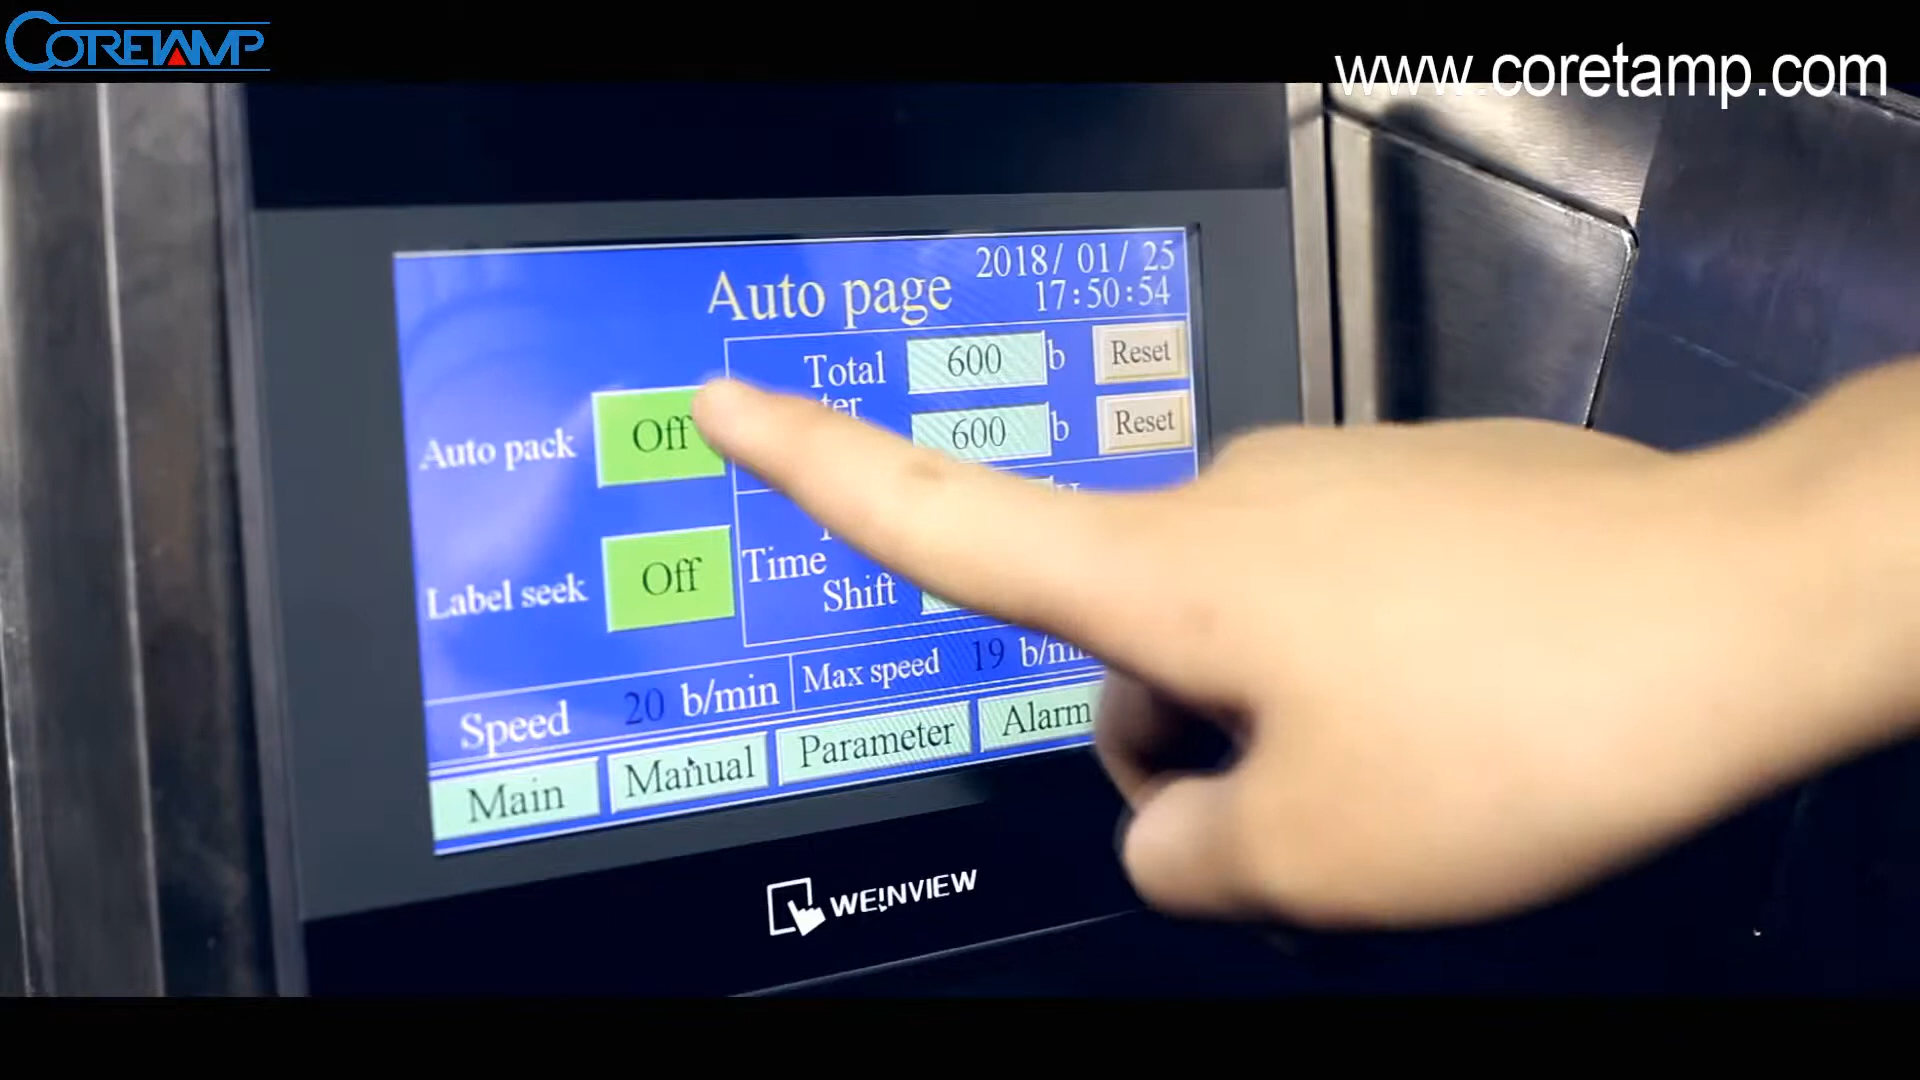 CORETAMP
www.coretamp.com
2018/ 01/ 25
Auto page
17:50:54
Total 600 b Reset
600 b Reset
Auto pack Off
Time
Shift
Label seek Off
Speed 20 b/min Max speed 19
Main Manual Parameter Alarm
WEINVIEW